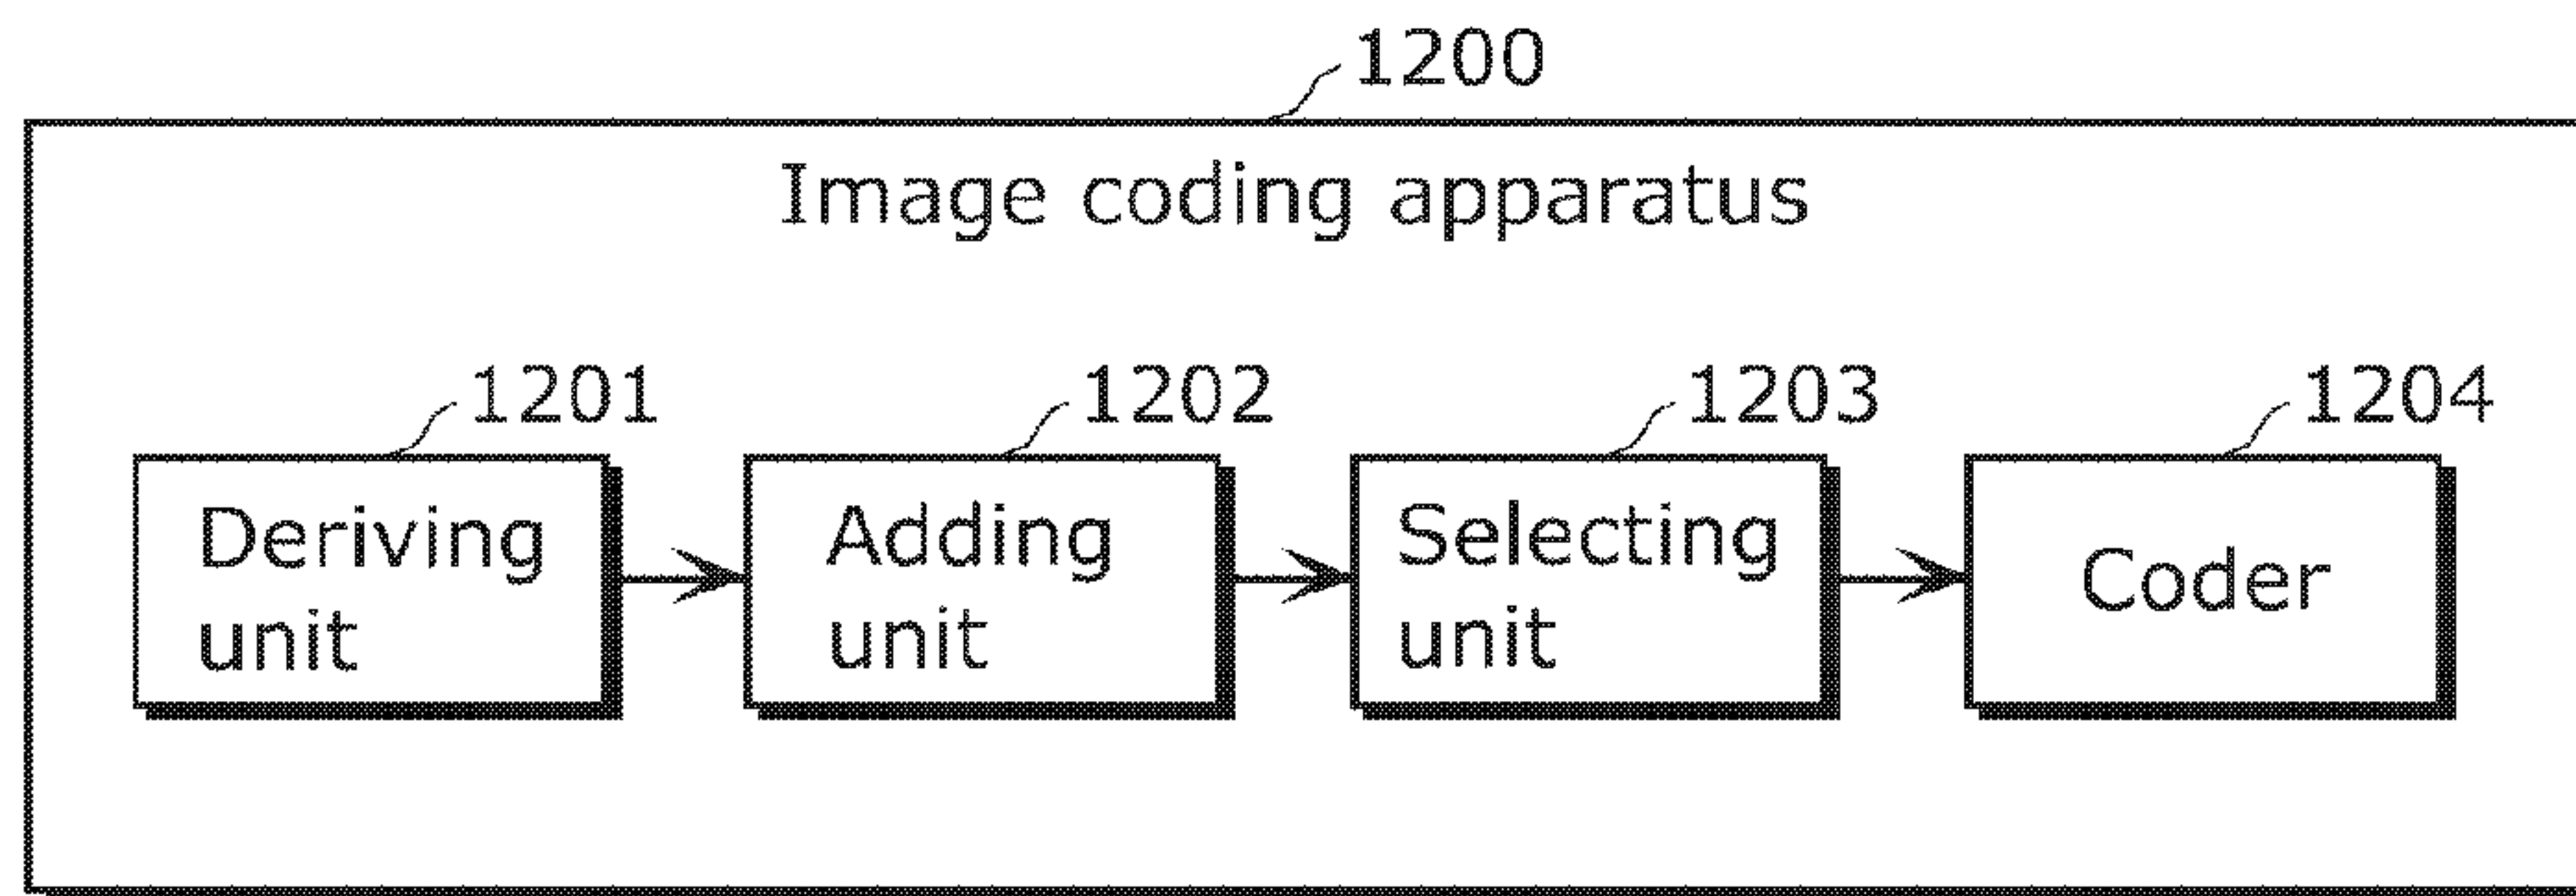 1200
Image coding apparatus
1201
1202
1203
1204
Deriving
unit
Adding
unit
Selecting
unit
Coder